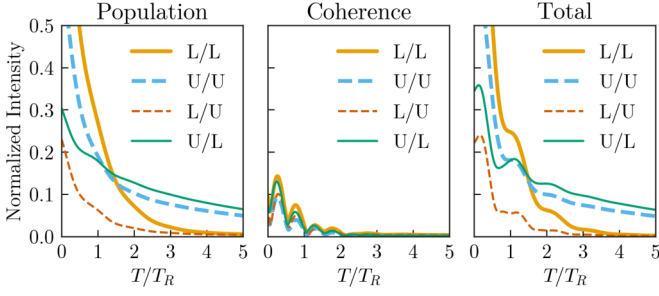 Population
Coherence
Total
Normalized Intensity
0.5
0.4
0.3
0.2
0.1
0.0
L/L
U/U
L/U
U/L
0 1 2 3 4 5
T/T_R
L/L
U/U
L/U
U/L
0 1 2 3 4 5
T/T_R
L/L
U/U
L/U
U/L
0 1 2 3 4 5
T/T_R